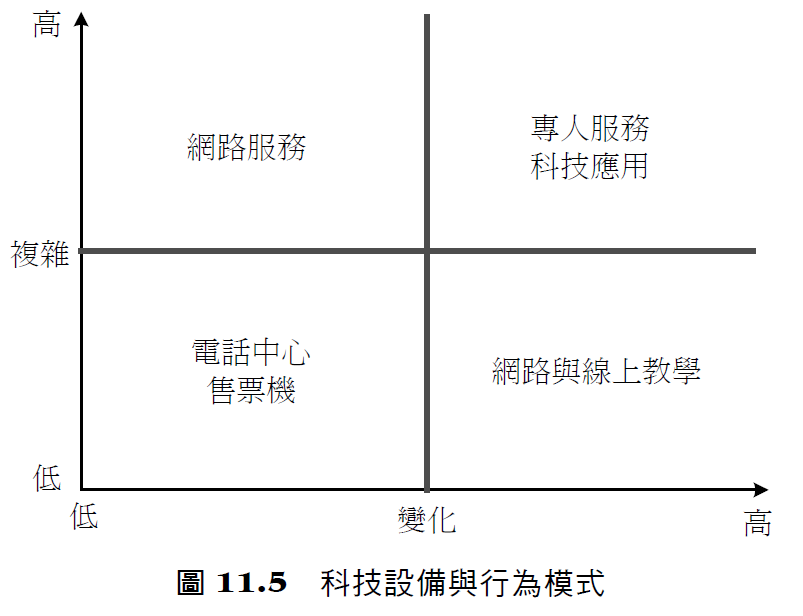 高
網路服務
專人服務
科技應用
複雜
電話中心
售票機
網路與線上教學
低
低
變化
高
圖 11.5 科技設備與行為模式